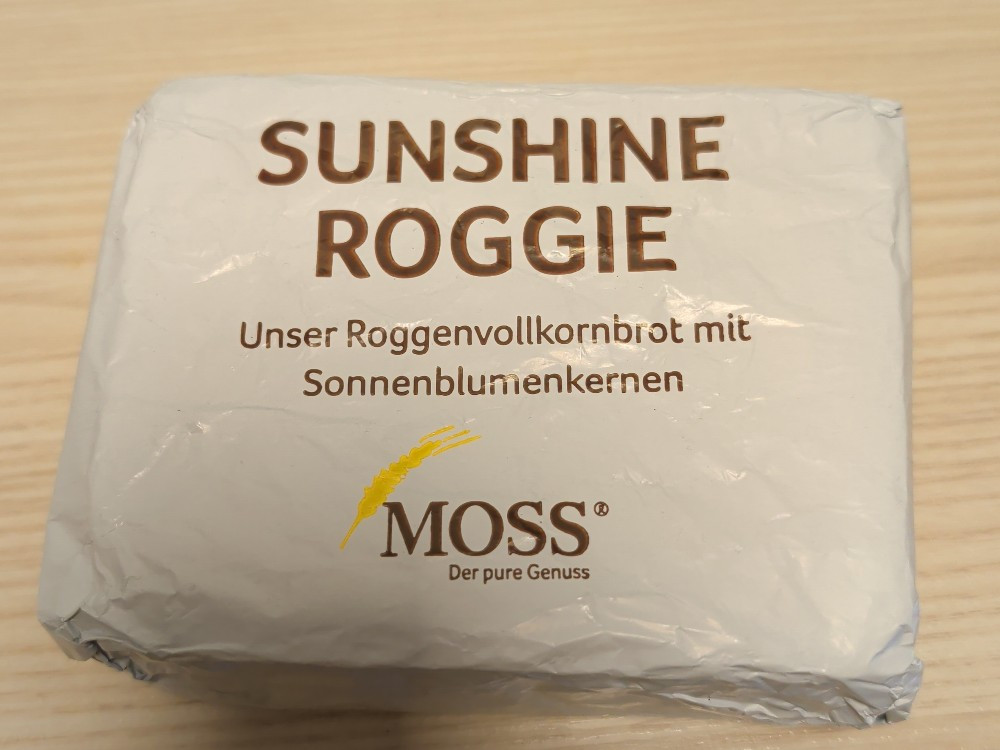 SUNSHINE
ROGGIE
Unser Roggenvollkornbrot mit
Sonnenblumenkernen
MOSS®
Der pure Genuss